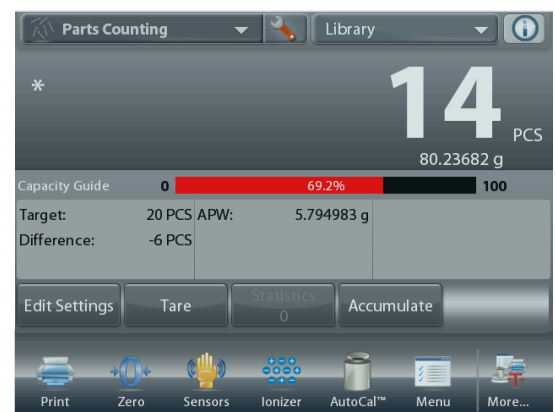 Parts Counting Library
*
14 PCS
80.23682 g
Capacity Guide 0 69.2% 100
Target: 20 PCS APW: 5.794983 g
Difference: -6 PCS
Edit Settings Tare Statistics 0 Accumulate
Print Zero Sensors Ionizer AutoCal™ Menu More...